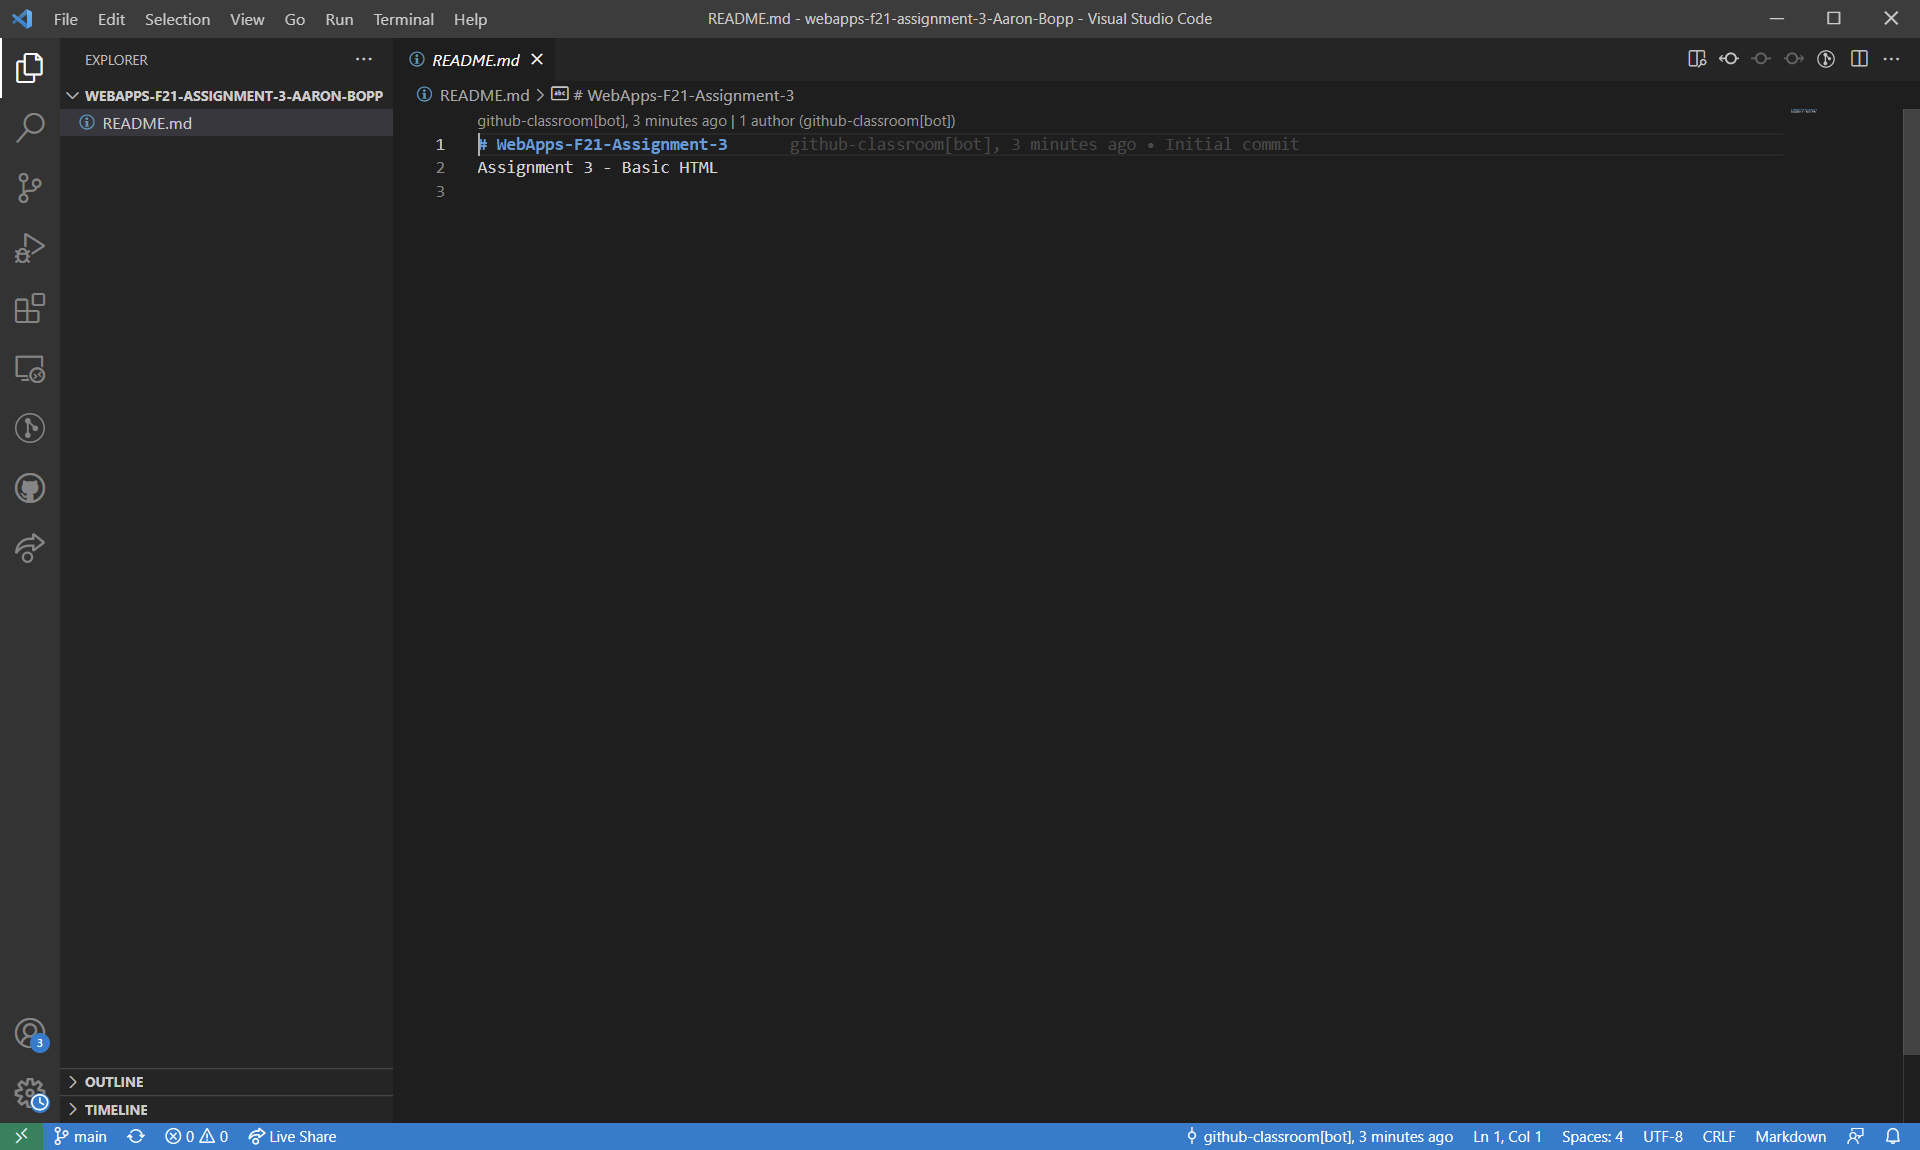 File Edit Selection View Go Run Terminal Help README.md - webapps-f21-assignment-3-Aaron-Bopp - Visual Studio Code
EXPLORER
README.md
WEBAPPS-F21-ASSIGNMENT-3-AARON-BOPP
README.md
README.md > # WebApps-F21-Assignment-3
github-classroom[bot], 3 minutes ago | 1 author (github-classroom[bot])
1 # WebApps-F21-Assignment-3 github-classroom[bot], 3 minutes ago • Initial commit
2 Assignment 3 - Basic HTML
3
3
OUTLINE
TIMELINE
main 0 0 Live Share github-classroom[bot], 3 minutes ago Ln 1, Col 1 Spaces: 4 UTF-8 CRLF Markdown